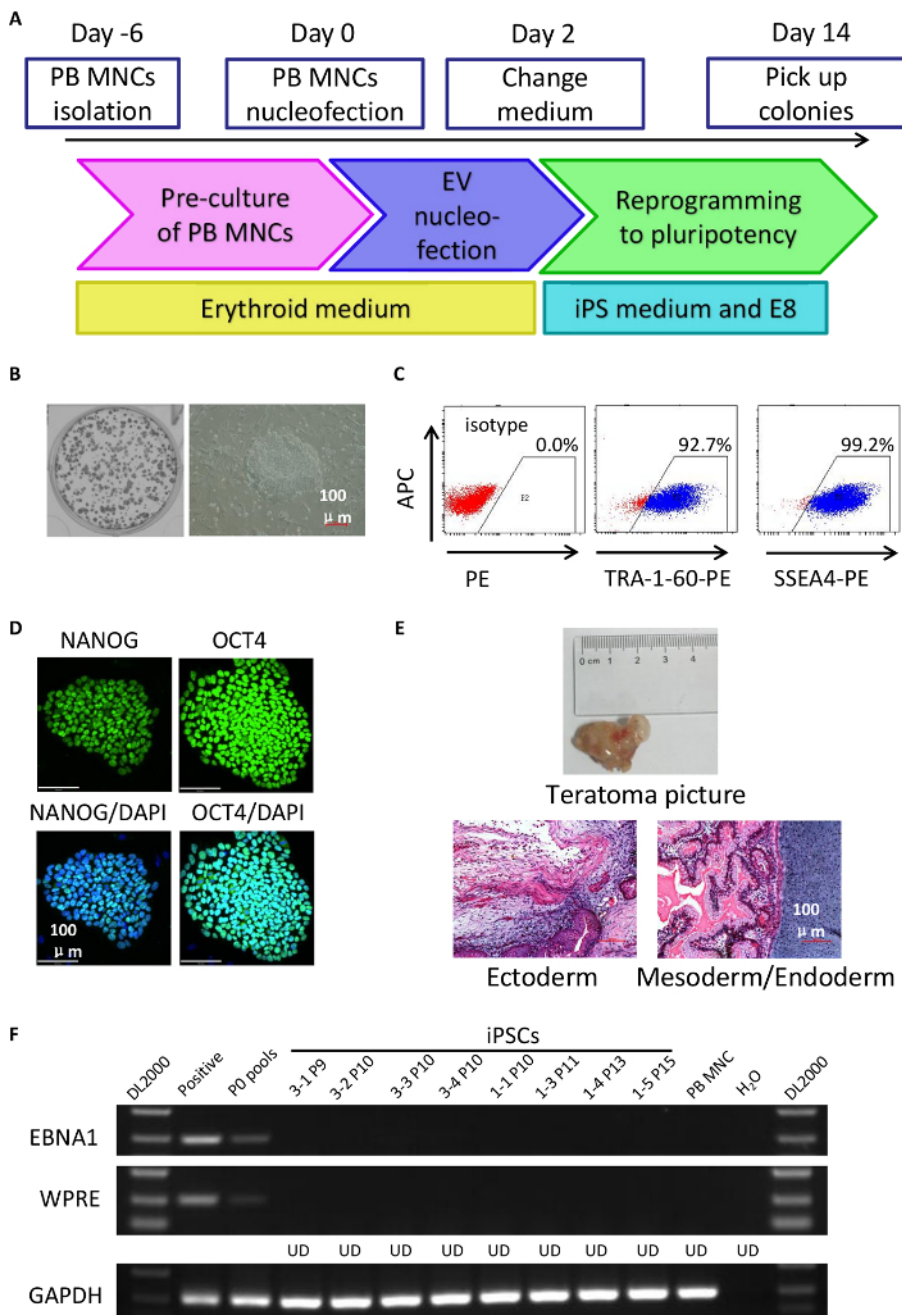 A
Day -6
Day 0
Day 2
Day 14
PB MNCs
isolation
PB MNCs
nucleofection
Change
medium
Pick up
colonies
Pre-culture
of PB MNCs
EV
nucleo-
fection
Reprogramming
to pluripotency
Erythroid medium
iPS medium and E8
B
100
μ m
C
APC
isotype
0.0%
E2
92.7%
99.2%
PE
TRA-1-60-PE
SSEA4-PE
D
NANOG
OCT4
NANOG/DAPI
OCT4/DAPI
100
μ m
E
0 cm 1 2 3 4
Teratoma picture
100
μ m
Ectoderm
Mesoderm/Endoderm
F
iPSCs
DL2000
Positive
P0 pools
3-1 P9
3-2 P10
3-3 P10
3-4 P10
1-1 P10
1-3 P11
1-4 P13
1-5 P15
PB MNC
H₂O
DL2000
EBNA1
WPRE
UD UD UD UD UD UD UD UD UD UD
GAPDH